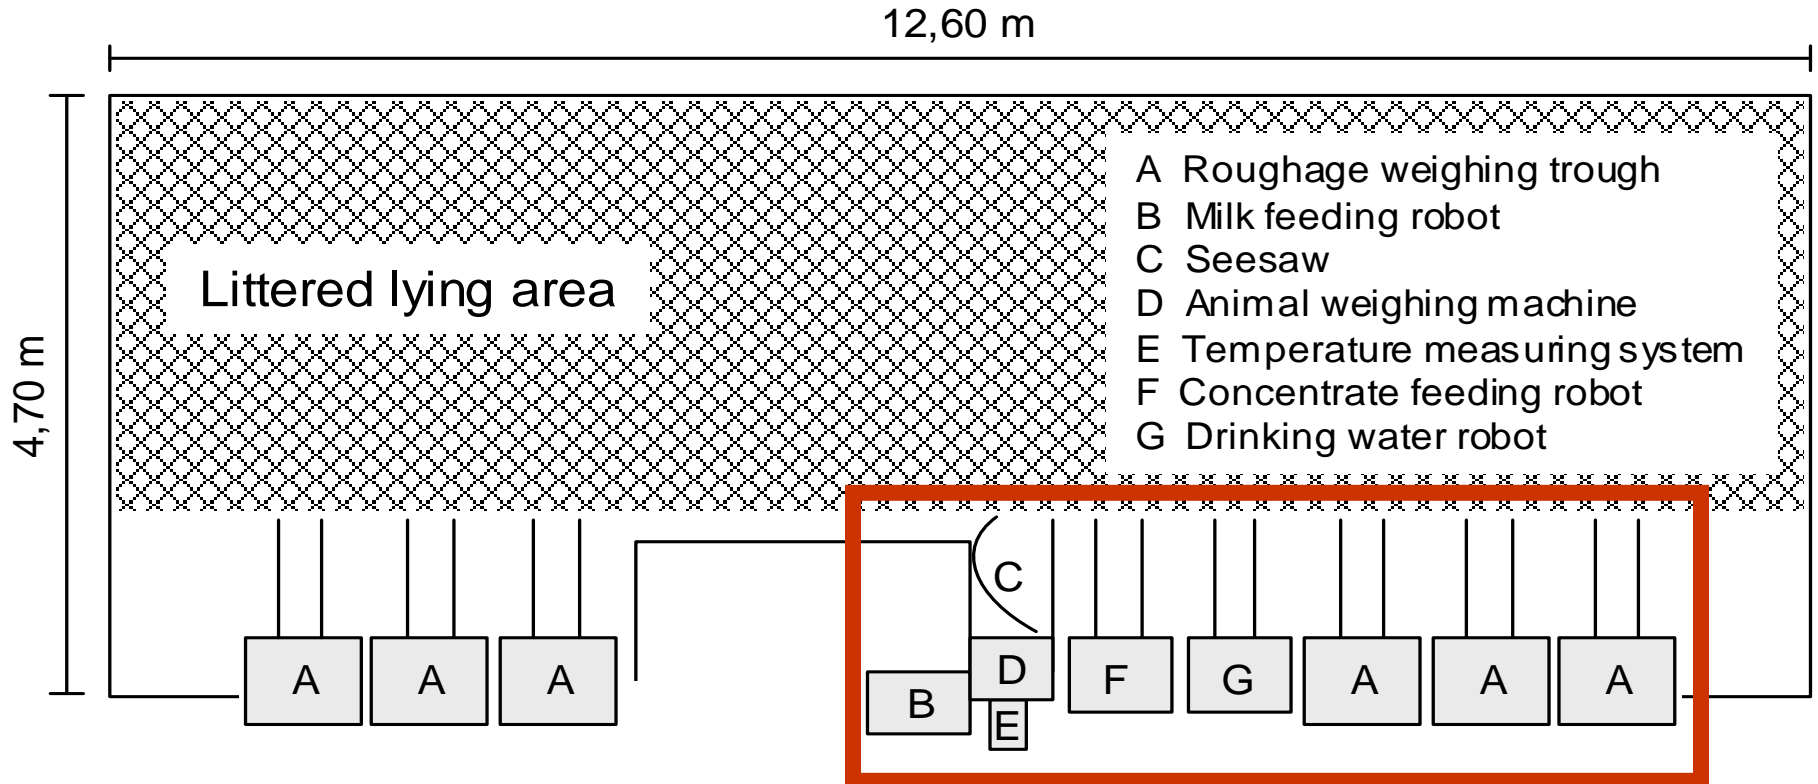 12,60 m
4,70 m
A Roughage weighing trough
B Milk feeding robot
C Seesaw
D Animal weighing machine
E Temperature measuring system
F Concentrate feeding robot
G Drinking water robot
Littered lying area
C
A A A B D F G A A A
E